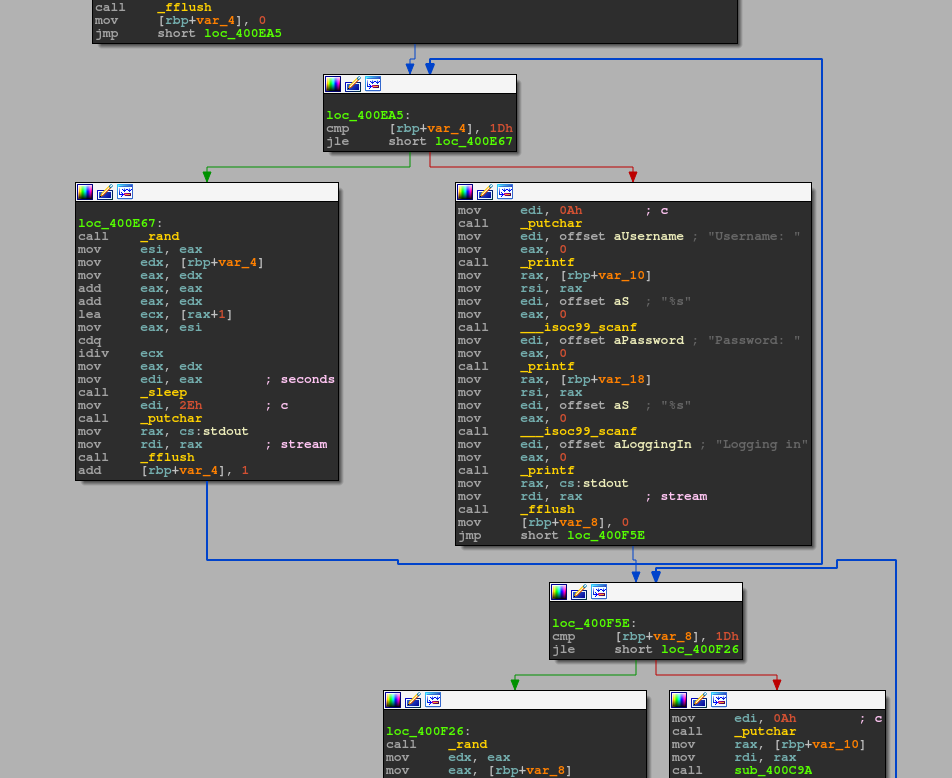 call _fflush
mov [rbp+var_4], 0
jmp short loc_400EA5
loc_400EA5:
cmp [rbp+var_4], 1Dh
jle short loc_400E67
loc_400E67:
call _rand
mov esi, eax
mov edx, [rbp+var_4]
mov eax, edx
add eax, eax
add eax, edx
lea ecx, [rax+1]
mov eax, esi
cdq
idiv ecx
mov eax, edx
mov edi, eax ; seconds
call _sleep
mov edi, 2Eh ; c
call _putchar
mov rax, cs:stdout
mov rdi, rax ; stream
call _fflush
add [rbp+var_4], 1
mov edi, 0Ah ; c
call _putchar
mov edi, offset aUsername ; "Username: "
mov eax, 0
call _printf
mov rax, [rbp+var_10]
mov rsi, rax
mov edi, offset aS ; "%s"
mov eax, 0
call ___isoc99_scanf
mov edi, offset aPassword ; "Password: "
mov eax, 0
call _printf
mov rax, [rbp+var_18]
mov rsi, rax
mov edi, offset aS ; "%s"
mov eax, 0
call ___isoc99_scanf
mov edi, offset aLoggingIn ; "Logging in"
mov eax, 0
call _printf
mov rax, cs:stdout
mov rdi, rax ; stream
call _fflush
mov [rbp+var_8], 0
jmp short loc_400F5E
loc_400F5E:
cmp [rbp+var_8], 1Dh
jle short loc_400F26
loc_400F26:
call _rand
mov edx, eax
mov eax, [rbp+var_8]
mov edi, 0Ah ; c
call _putchar
mov rax, [rbp+var_10]
mov rdi, rax
call sub_400C9A